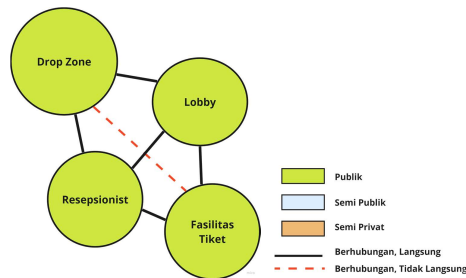 Drop Zone
Lobby
Resepsionist
Fasilitas
Tiket
Publik
Semi Publik
Semi Privat
Berhubungan, Langsung
Berhubungan, Tidak Langsung